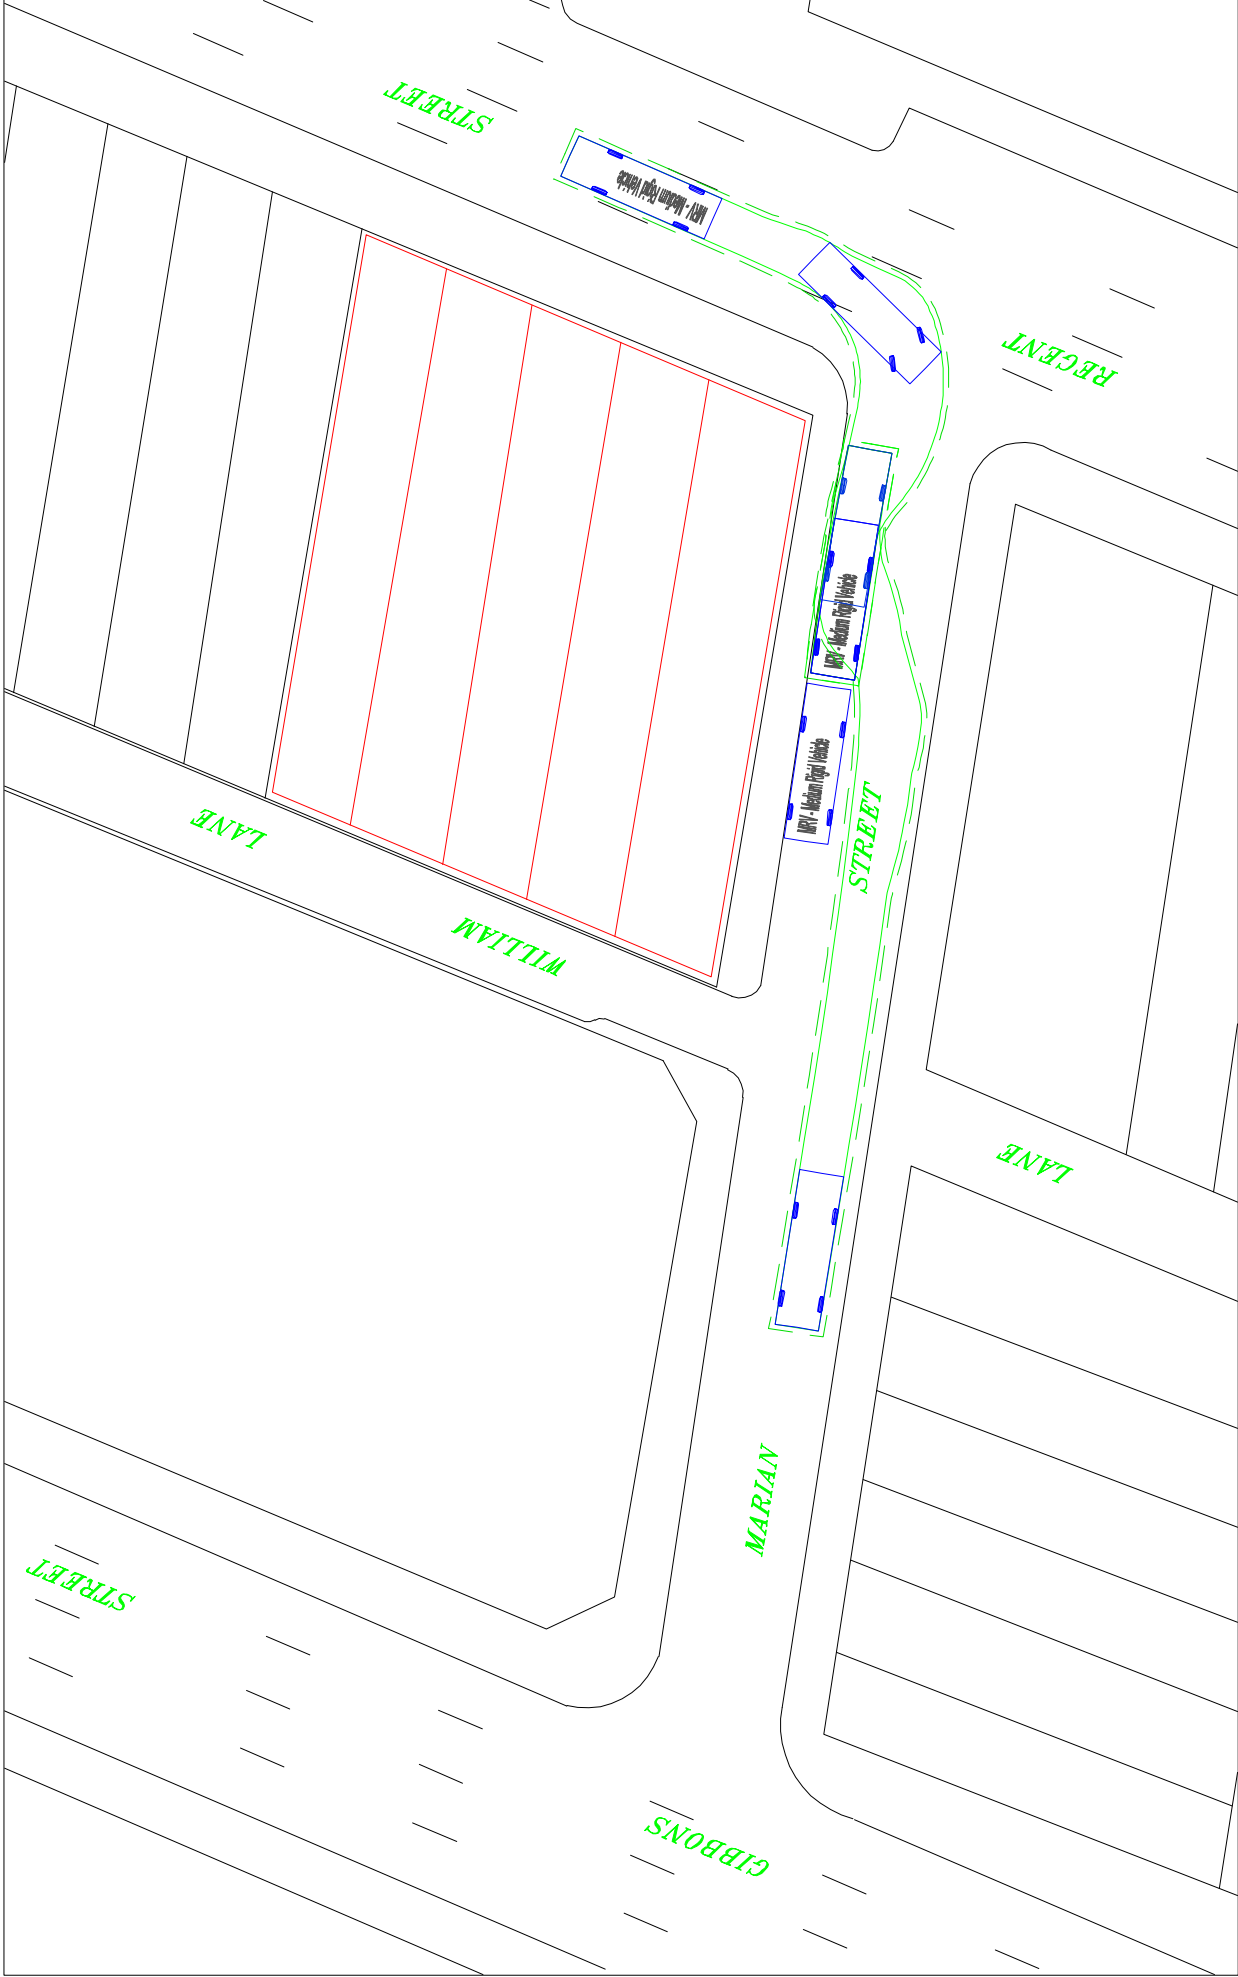 STREET
MRV - Medium Rigid Vehicle
REGENT
MRV - Medium Rigid Vehicle
MRV - Medium Rigid Vehicle
STREET
LANE
WILLIAM
LANE
MARIAN
STREET
GIBBONS